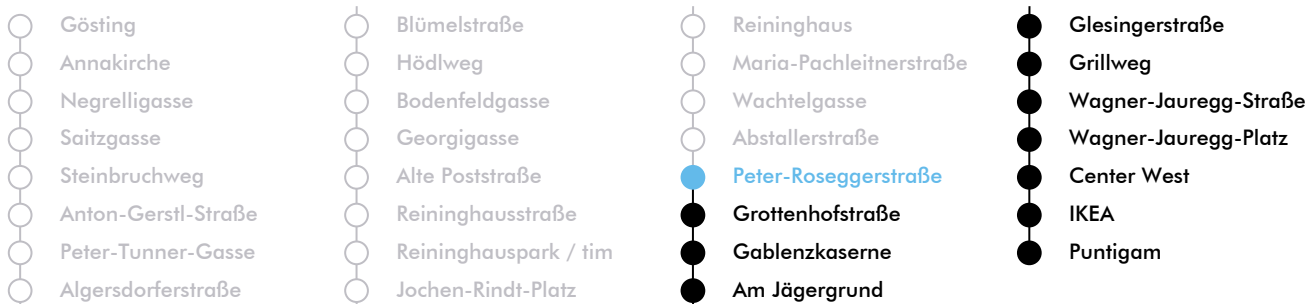 Gösting
Annakirche
Negrelligasse
Saitzgasse
Steinbruchweg
Anton-Gerstl-Straße
Peter-Tunner-Gasse
Algersdorferstraße
Blümelstraße
Hödlweg
Bodenfeldgasse
Georgigasse
Alte Poststraße
Reininghausstraße
Reininghauspark / tim
Jochen-Rindt-Platz
Reininghaus
Maria-Pachleitnerstraße
Wachtelgasse
Abstallerstraße
Peter-Roseggerstraße
Grottenhofstraße
Gablenzkaserne
Am Jägergrund
Glesingerstraße
Grillweg
Wagner-Jauregg-Straße
Wagner-Jauregg-Platz
Center West
IKEA
Puntigam